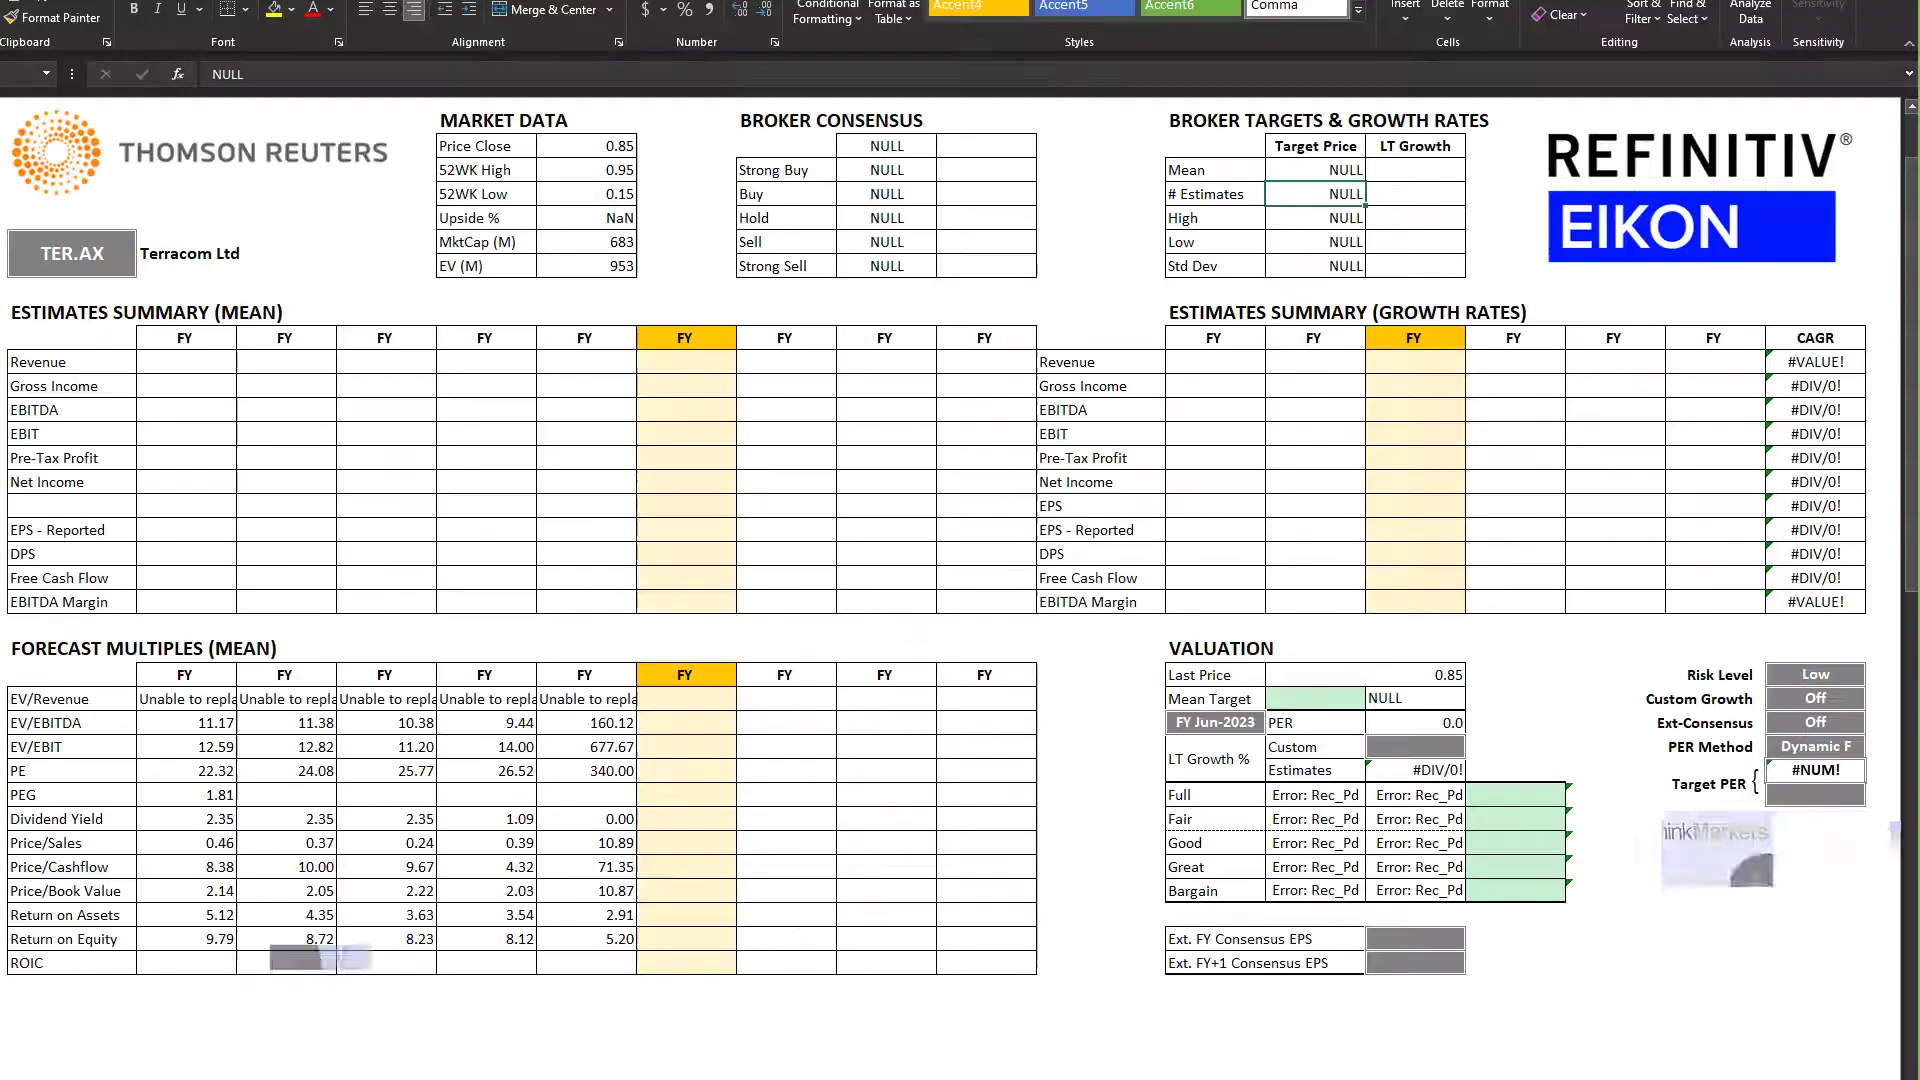 Format Painter
B I U
Merge & Center
$ %
Conditional Formatting
Format as Table
Accent4 Accent5 Accent6 Comma
Insert Delete Format
Clear
Sort & Filter Find & Select
Analyze Data
Sensitivity
Clipboard Font Alignment Number Styles Cells Editing Analysis Sensitivity
fx NULL
THOMSON REUTERS
TER.AX Terracom Ltd
MARKET DATA
Price Close 0.85
52WK High 0.95
52WK Low 0.15
Upside % NaN
MktCap (M) 683
EV (M) 953
BROKER CONSENSUS
NULL
Strong Buy NULL
Buy NULL
Hold NULL
Sell NULL
Strong Sell NULL
BROKER TARGETS & GROWTH RATES
Target Price LT Growth
Mean NULL
# Estimates NULL
High NULL
Low NULL
Std Dev NULL
REFINITIV®
EIKON
ESTIMATES SUMMARY (MEAN)
FY FY FY FY FY FY FY FY FY
Revenue
Gross Income
EBITDA
EBIT
Pre-Tax Profit
Net Income
EPS - Reported
DPS
Free Cash Flow
EBITDA Margin
ESTIMATES SUMMARY (GROWTH RATES)
FY FY FY FY FY FY CAGR
Revenue #VALUE!
Gross Income #DIV/0!
EBITDA #DIV/0!
EBIT #DIV/0!
Pre-Tax Profit #DIV/0!
Net Income #DIV/0!
EPS #DIV/0!
EPS - Reported #DIV/0!
DPS #DIV/0!
Free Cash Flow #DIV/0!
EBITDA Margin #VALUE!
FORECAST MULTIPLES (MEAN)
FY FY FY FY FY FY FY FY FY
EV/Revenue Unable to repla Unable to repla Unable to repla Unable to repla Unable to repla
EV/EBITDA 11.17 11.38 10.38 9.44 160.12
EV/EBIT 12.59 12.82 11.20 14.00 677.67
PE 22.32 24.08 25.77 26.52 340.00
PEG 1.81
Dividend Yield 2.35 2.35 2.35 1.09 0.00
Price/Sales 0.46 0.37 0.24 0.39 10.89
Price/Cashflow 8.38 10.00 9.67 4.32 71.35
Price/Book Value 2.14 2.05 2.22 2.03 10.87
Return on Assets 5.12 4.35 3.63 3.54 2.91
Return on Equity 9.79 8.72 8.23 8.12 5.20
ROIC
VALUATION
Last Price 0.85
Mean Target NULL
FY Jun-2023 PER 0.0
LT Growth % Custom
Estimates #DIV/0!
Full Error: Rec_Pd Error: Rec_Pd
Fair Error: Rec_Pd Error: Rec_Pd
Good Error: Rec_Pd Error: Rec_Pd
Great Error: Rec_Pd Error: Rec_Pd
Bargain Error: Rec_Pd Error: Rec_Pd
Ext. FY Consensus EPS
Ext. FY+1 Consensus EPS
Risk Level Low
Custom Growth Off
Ext-Consensus Off
PER Method Dynamic F
Target PER { #NUM!
inkMarkers